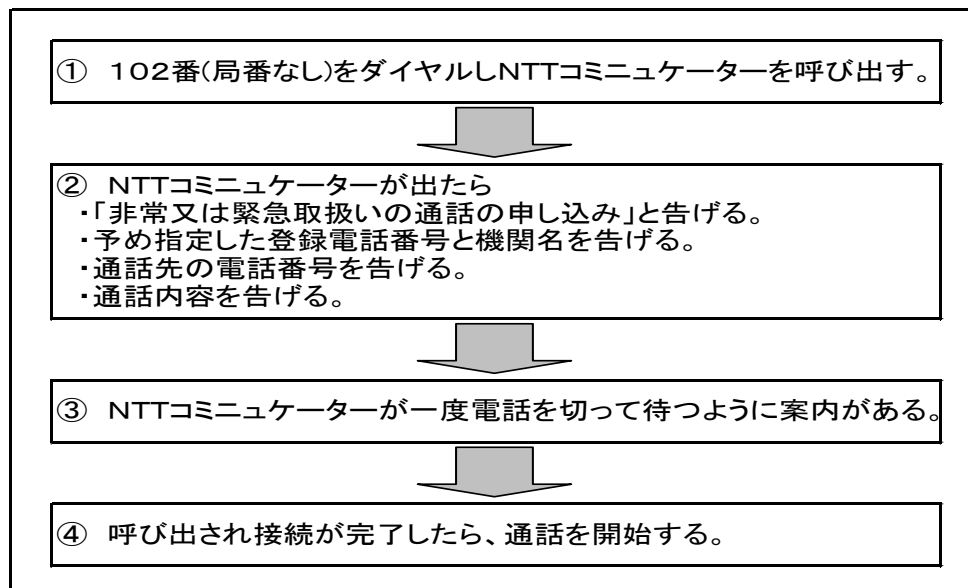 ① 102番(局番なし)をダイヤルしNTTコミニュケーターを呼び出す。
② NTTコミニュケーターが出たら
・「非常又は緊急取扱いの通話の申し込み」と告げる。
・予め指定した登録電話番号と機関名を告げる。
・通話先の電話番号を告げる。
・通話内容を告げる。
③ NTTコミニュケーターが一度電話を切って待つように案内がある。
④ 呼び出され接続が完了したら、通話を開始する。